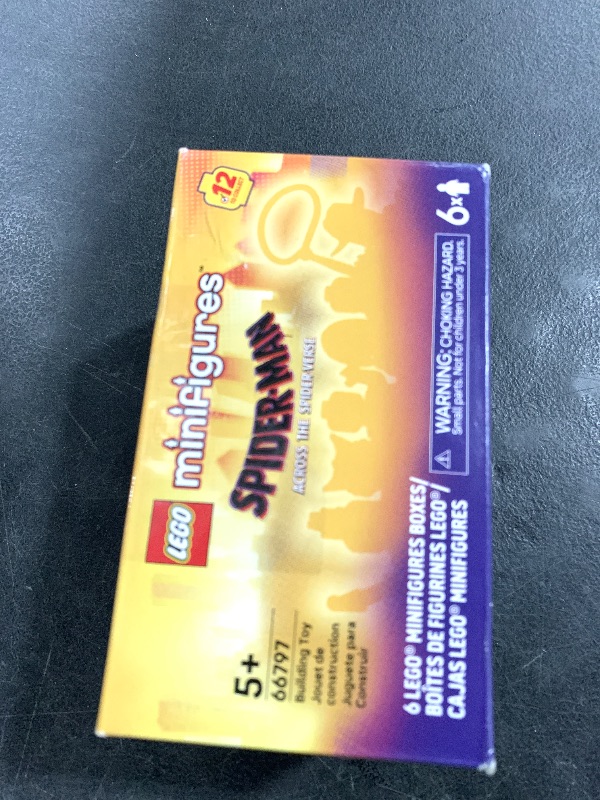 LEGO
minifigures™
12
SPIDER-MAN
ACROSS THE SPIDER-VERSE
5+
66797
Building Toy
Jouet de
construction
Juguete para
Construir
6x
WARNING: CHOKING HAZARD.
Small parts. Not for children under 3 years.
6 LEGO® MINIFIGURES BOXES/
BOÎTES DE FIGURINES LEGO®/
CAJAS LEGO® MINIFIGURES